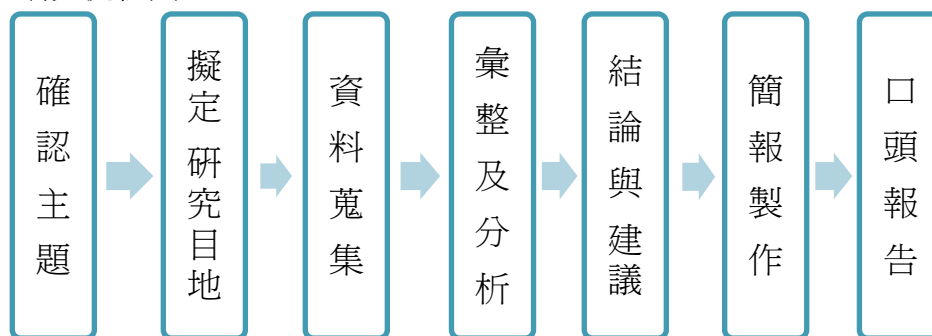 確認主題
擬定研究目地
資料蒐集
彙整及分析
結論與建議
簡報製作
口頭報告